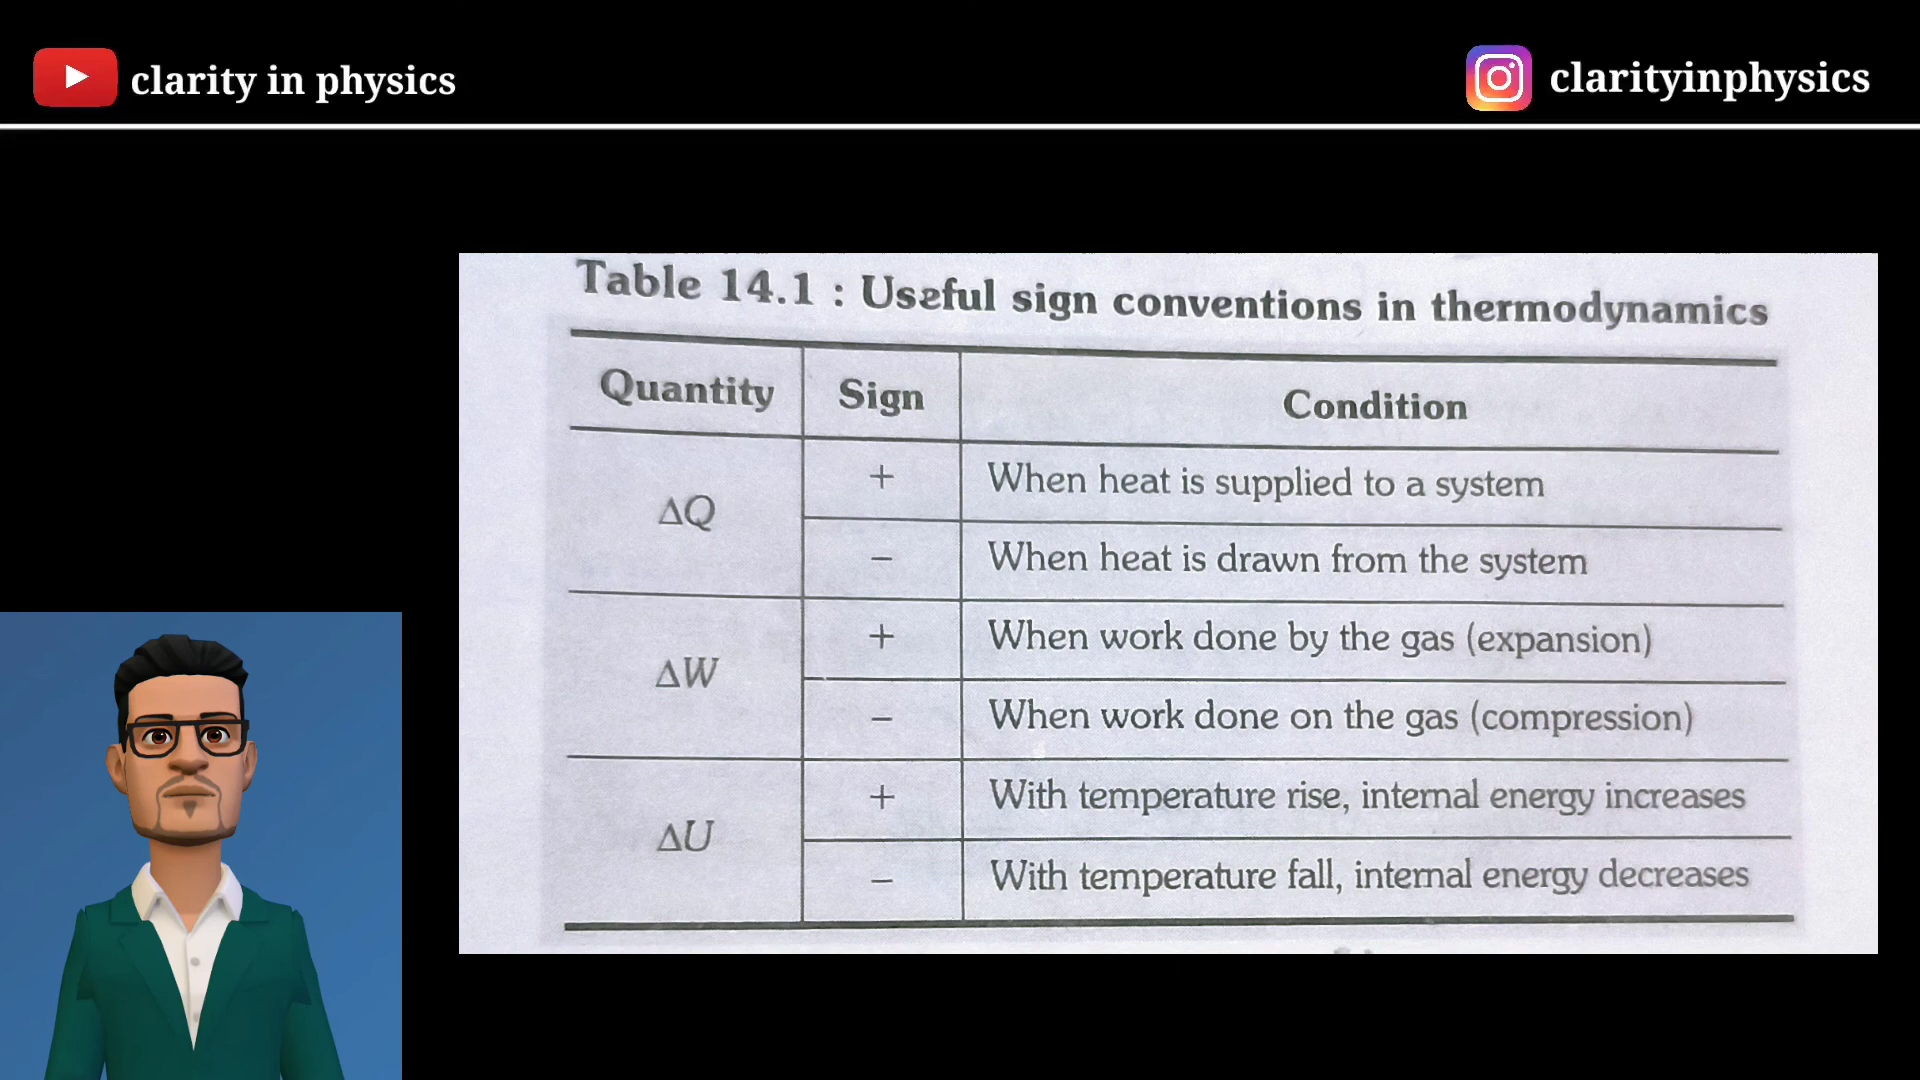 clarity in physics
clarityinphysics
Table 14.1 : Useful sign conventions in thermodynamics
Quantity Sign Condition
ΔQ + When heat is supplied to a system
− When heat is drawn from the system
ΔW + When work done by the gas (expansion)
− When work done on the gas (compression)
ΔU + With temperature rise, internal energy increases
− With temperature fall, internal energy decreases